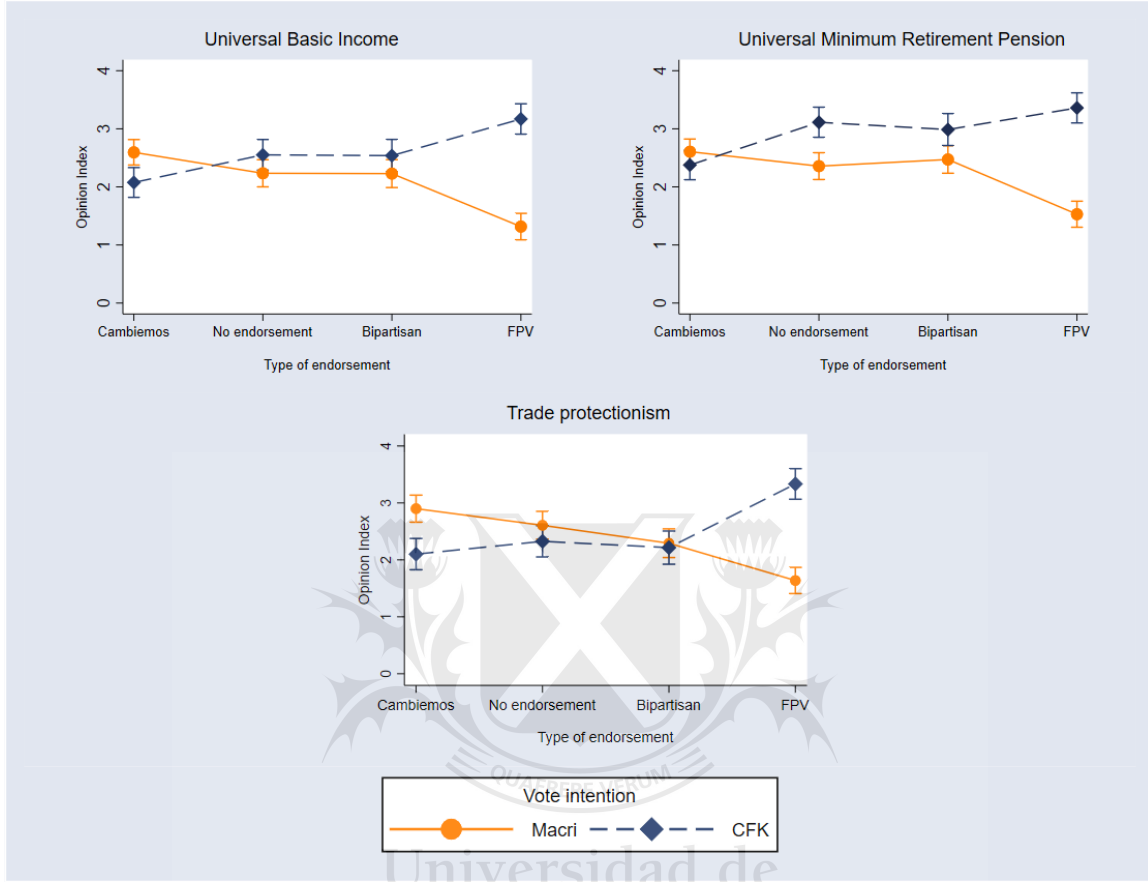 Universal Basic Income
Universal Minimum Retirement Pension
Opinion Index
4
3
2
1
0
Cambiemos No endorsement Bipartisan FPV
Type of endorsement
Opinion Index
4
3
2
1
0
Cambiemos No endorsement Bipartisan FPV
Type of endorsement
Trade protectionism
Opinion Index
4
3
2
1
0
Cambiemos No endorsement Bipartisan FPV
Type of endorsement
QUAERERE VERUM
Vote intention
Macri CFK
Universidad de